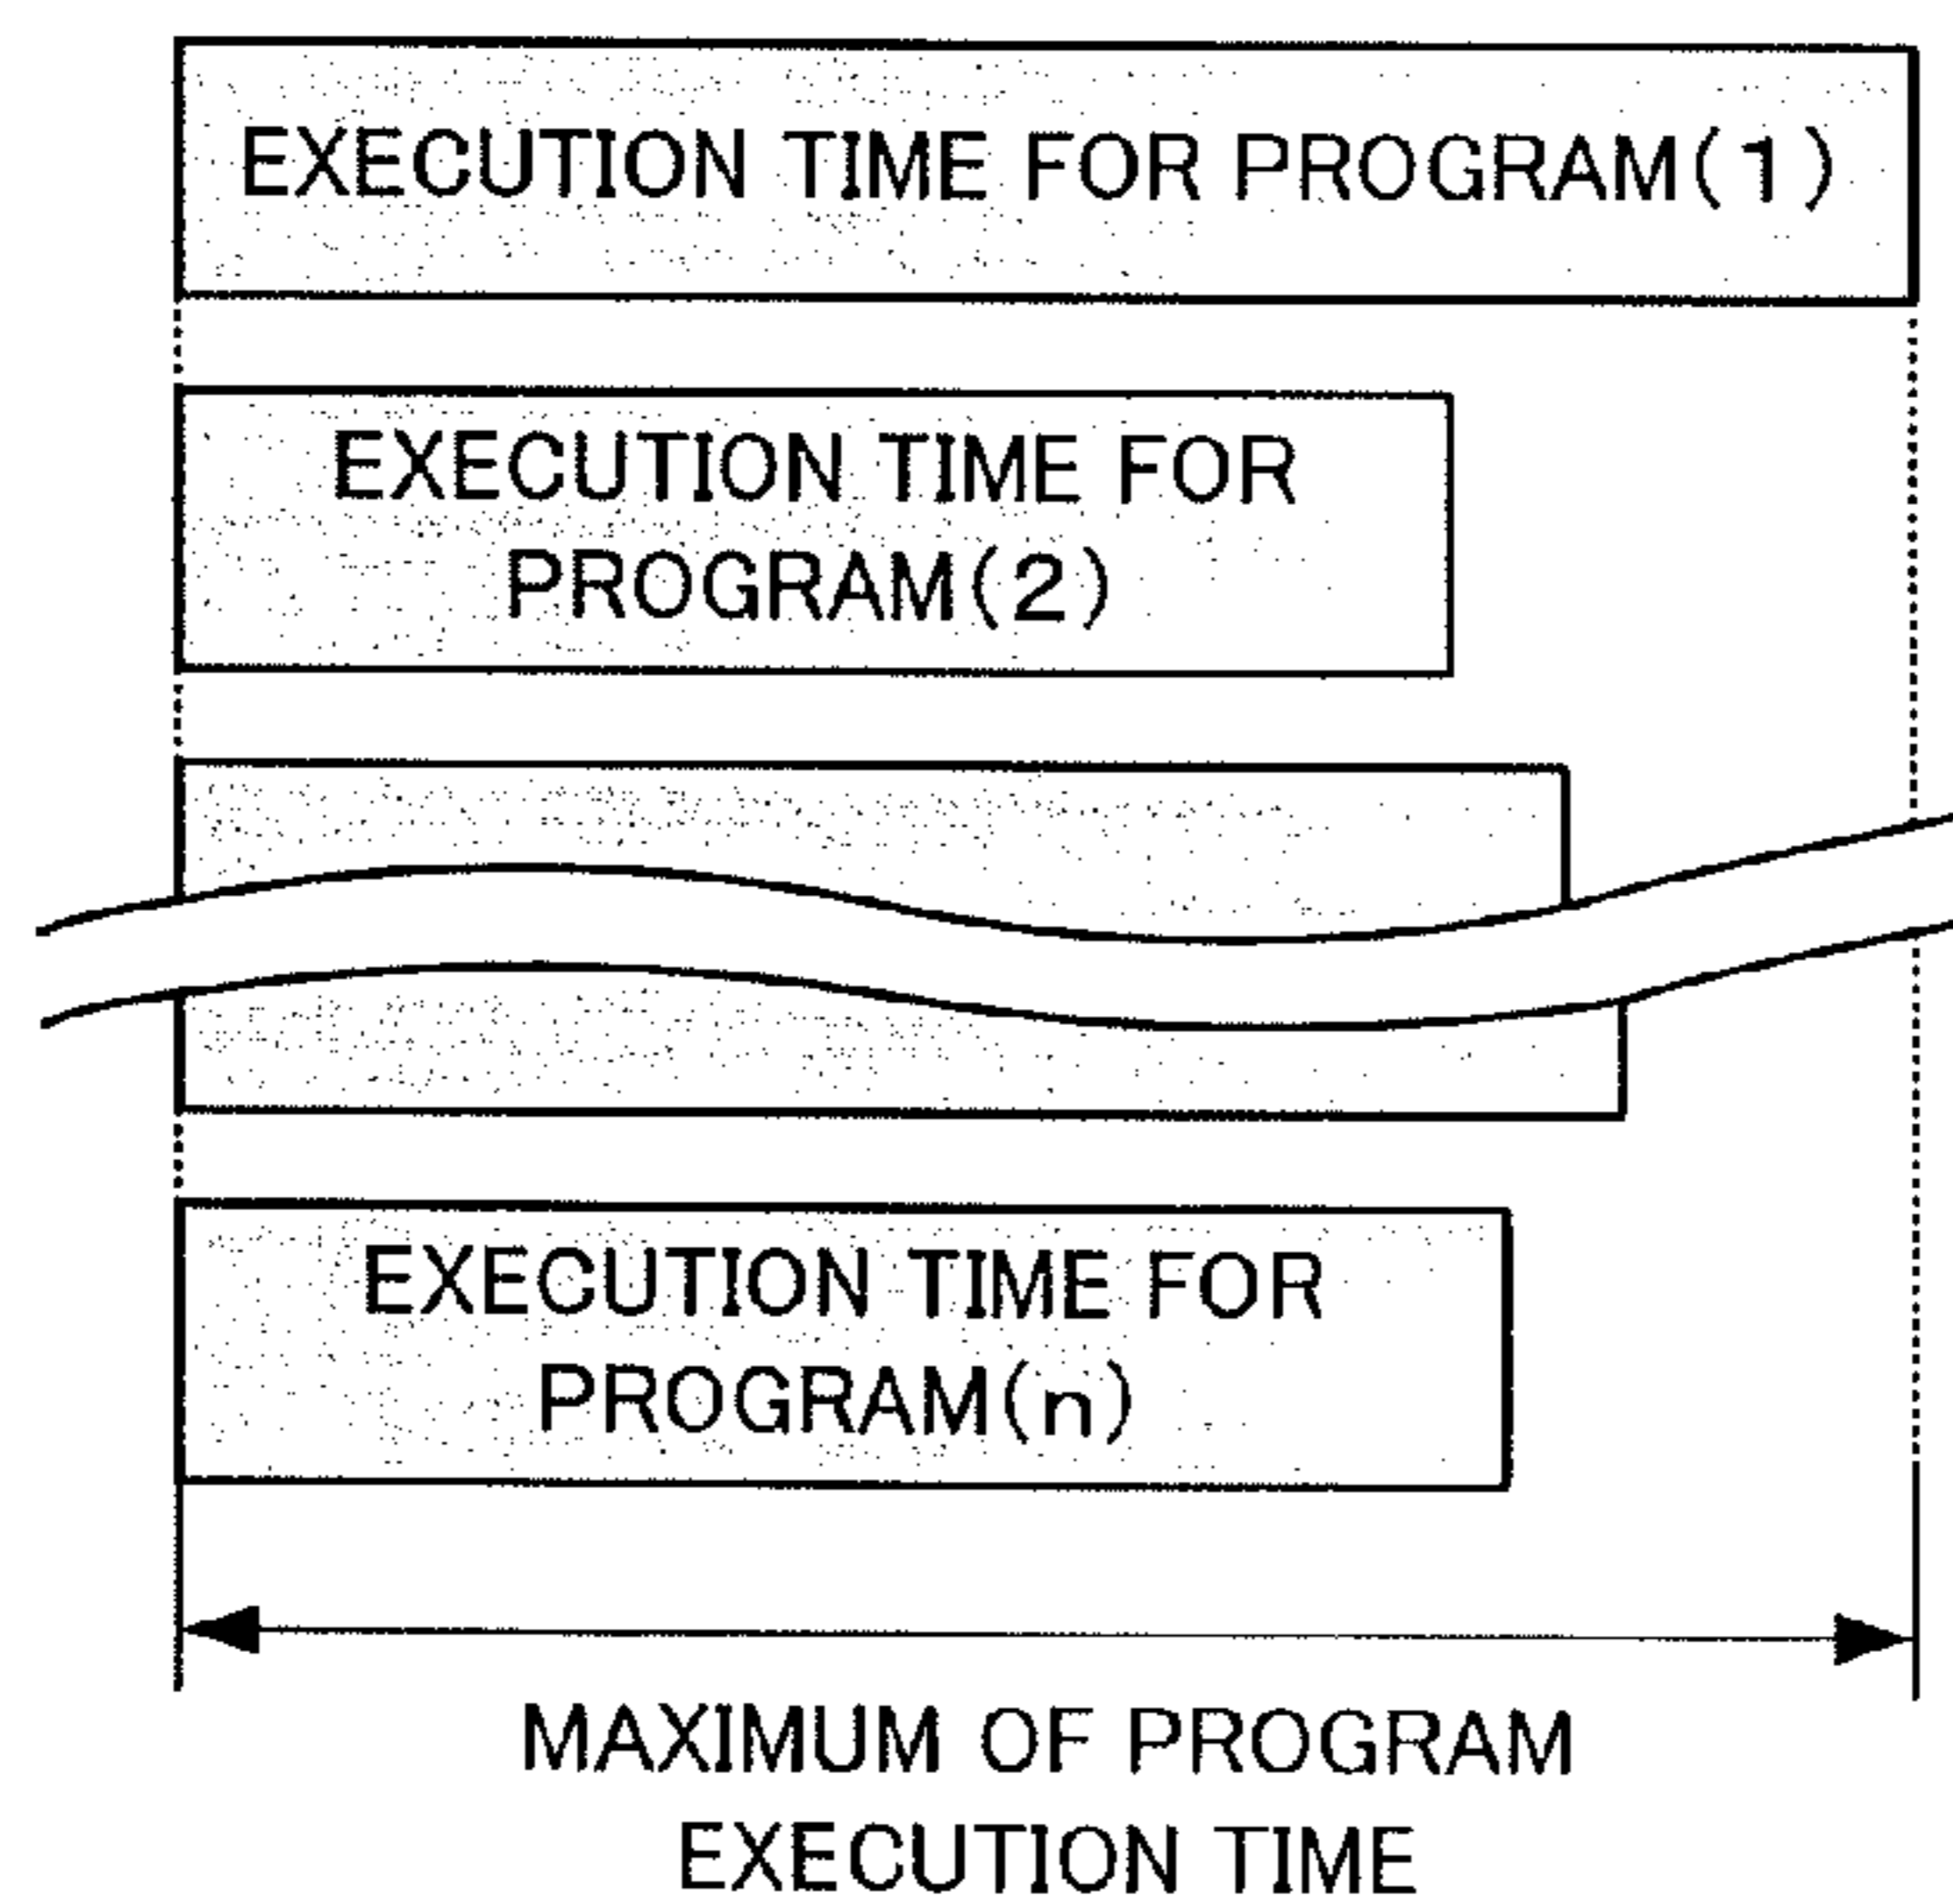 EXECUTION TIME FOR PROGRAM(1)
EXECUTION TIME FOR
PROGRAM(2)
EXECUTION TIME FOR
PROGRAM(n)
MAXIMUM OF PROGRAM
EXECUTION TIME